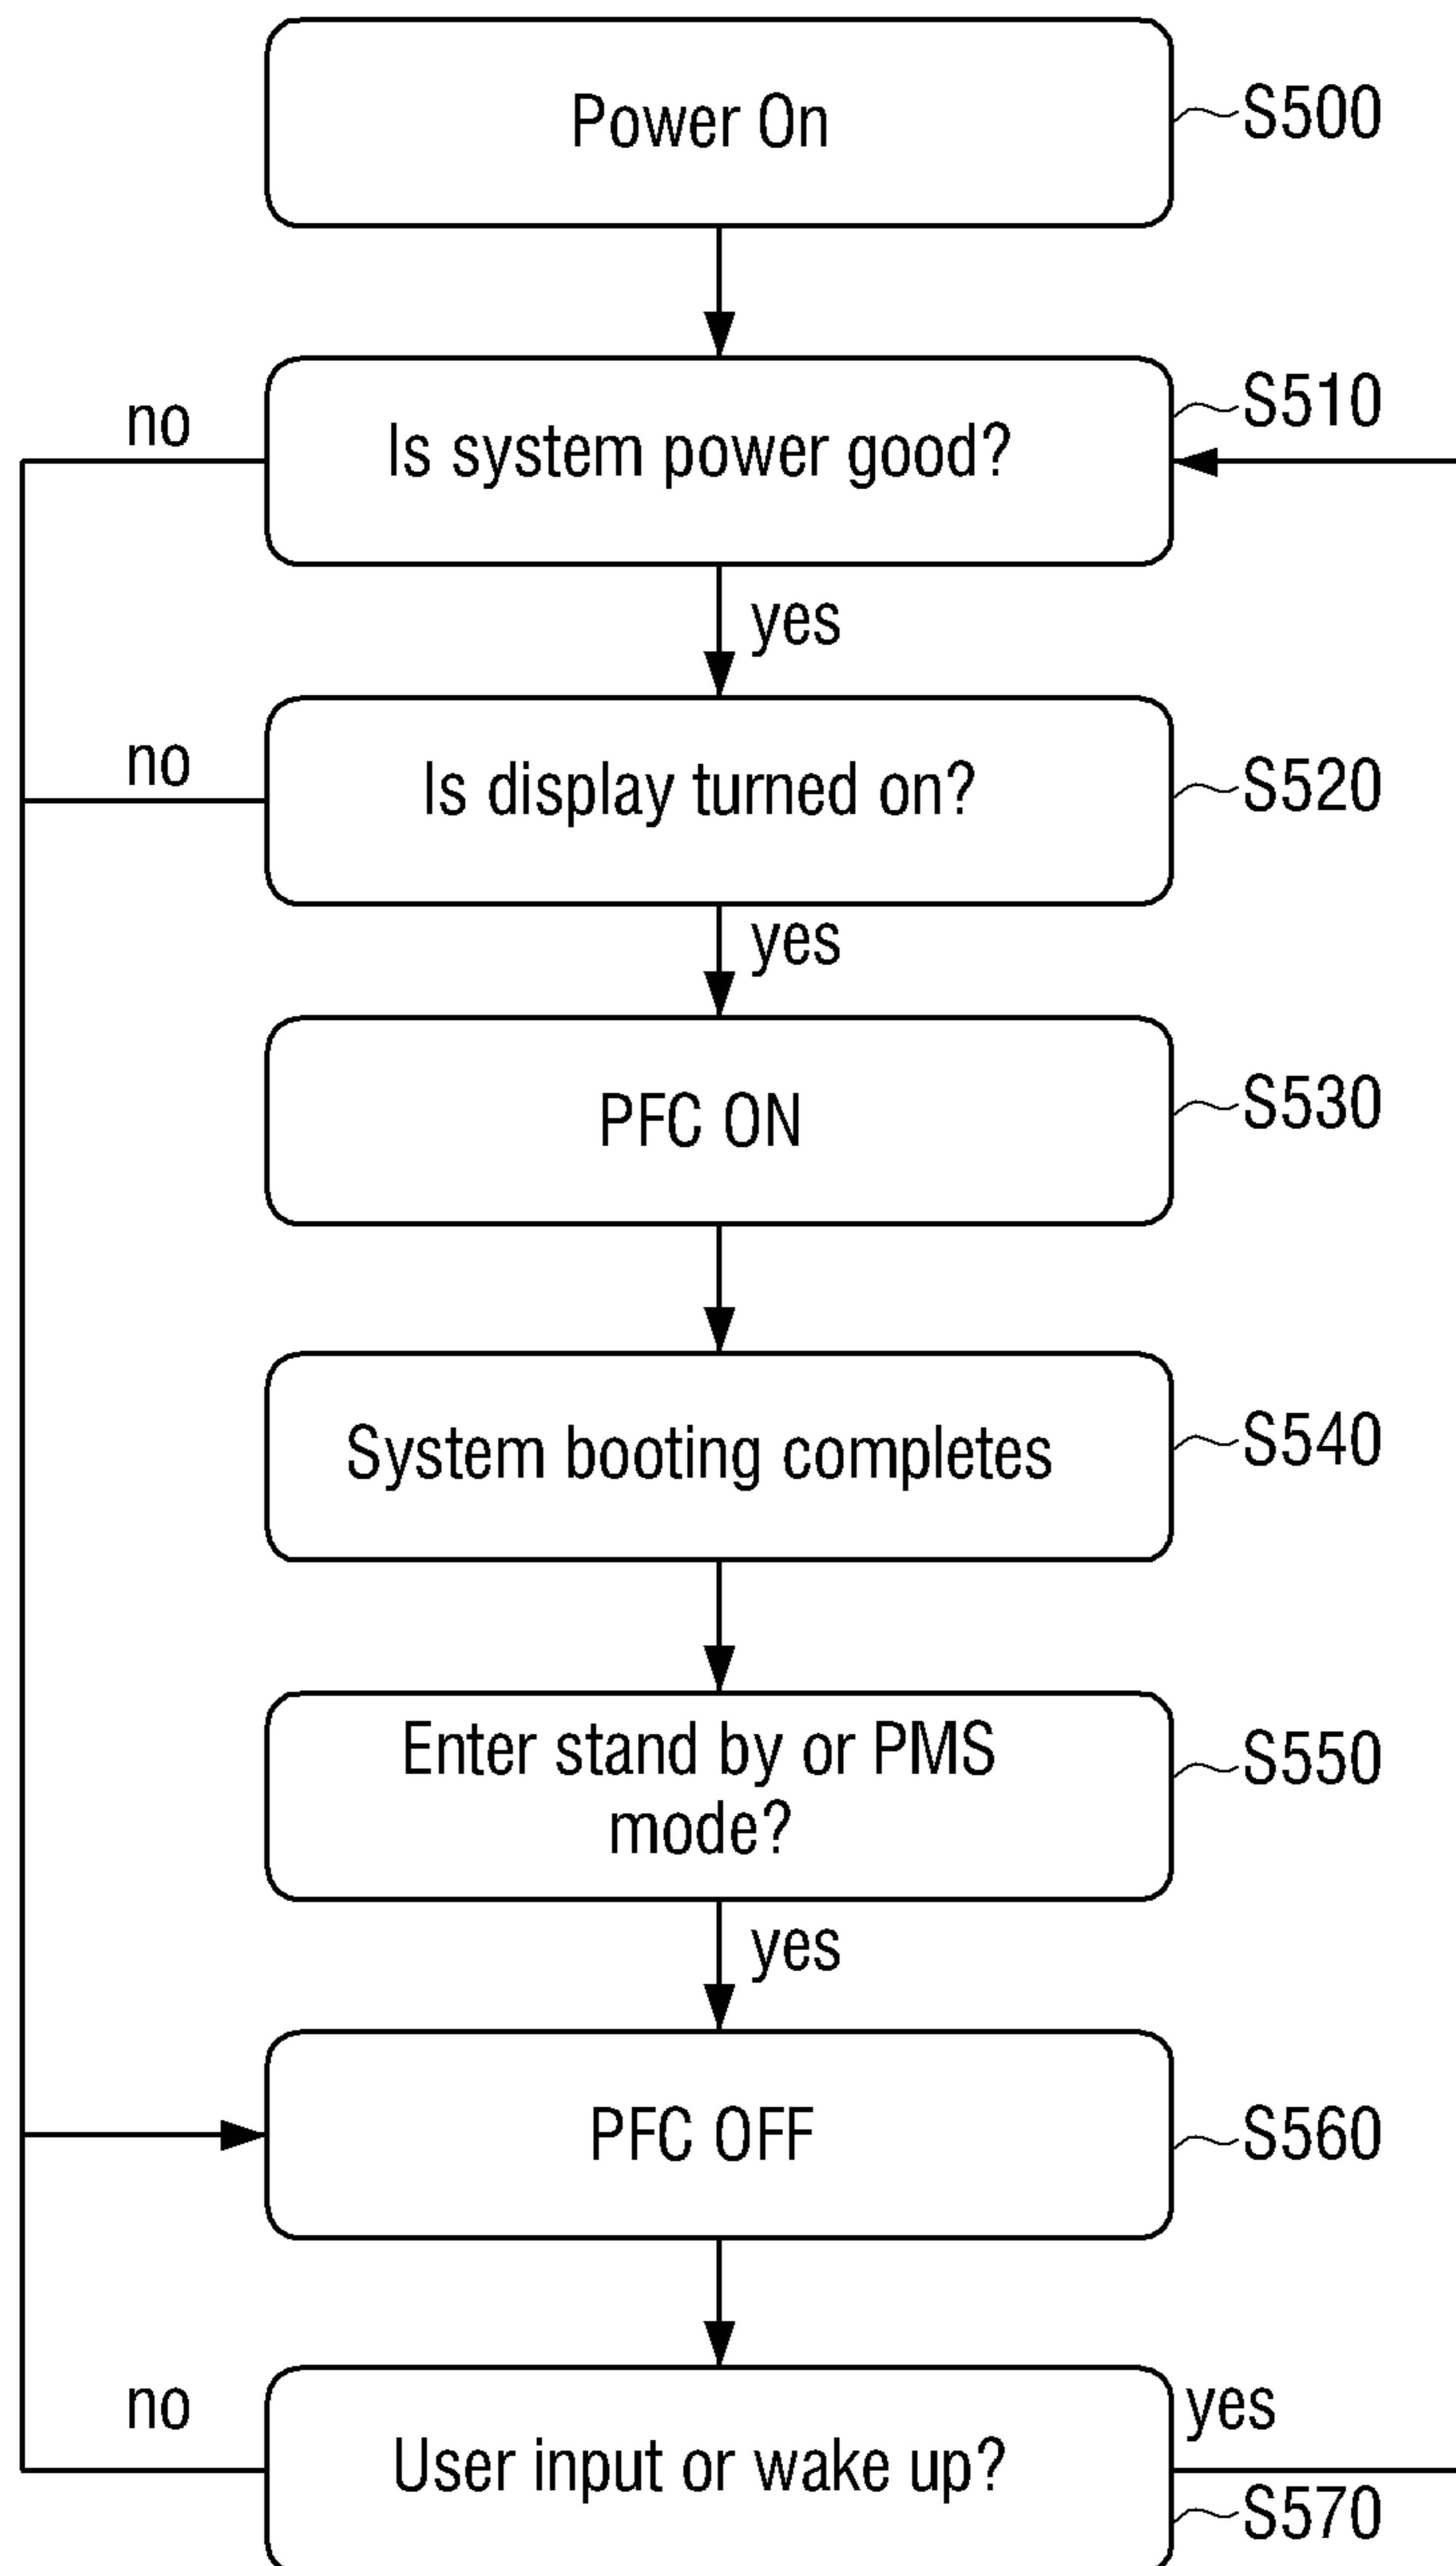 Power On
S500
S510
no
Is system power good?
yes
no
Is display turned on?
S520
yes
PFC ON
S530
System booting completes
S540
Enter stand by or PMS
mode?
S550
yes
PFC OFF
S560
no
User input or wake up?
yes
S570